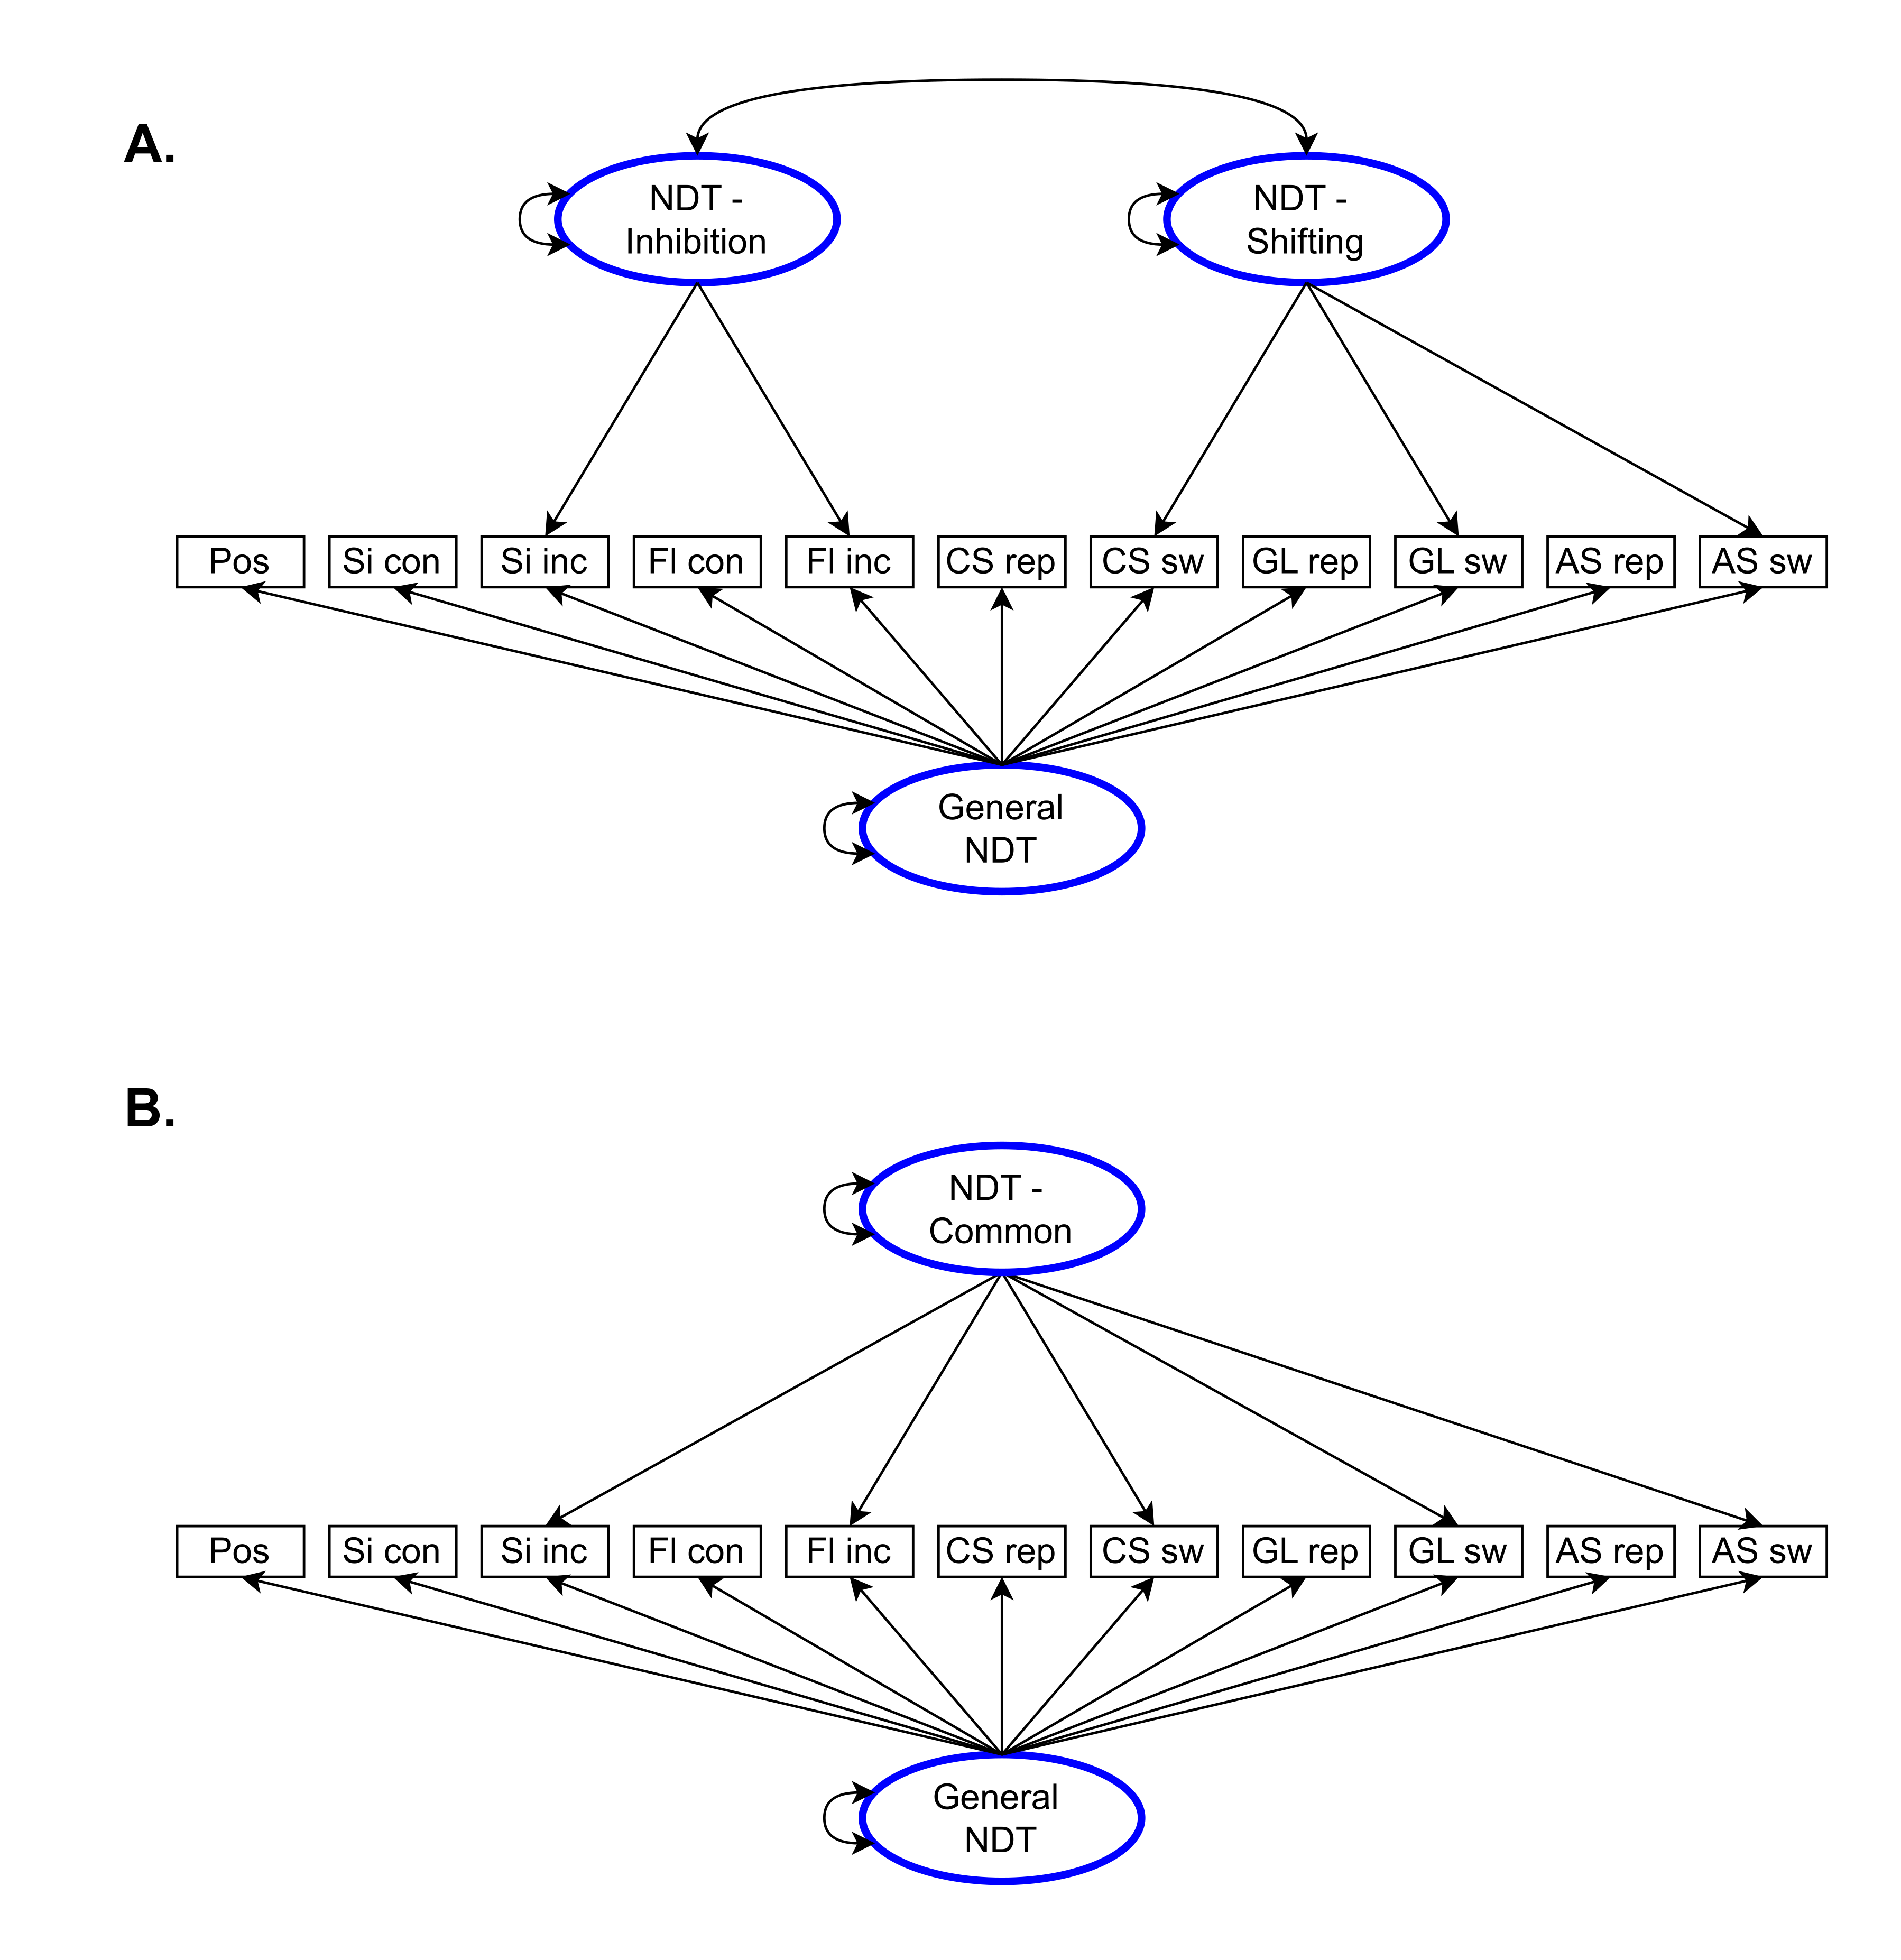 A.
NDT -
Inhibition
NDT -
Shifting
Pos
Si con
Si inc
Fl con
Fl inc
CS rep
CS sw
GL rep
GL sw
AS rep
AS sw
General
NDT
B.
NDT -
Common
Pos
Si con
Si inc
Fl con
Fl inc
CS rep
CS sw
GL rep
GL sw
AS rep
AS sw
General
NDT